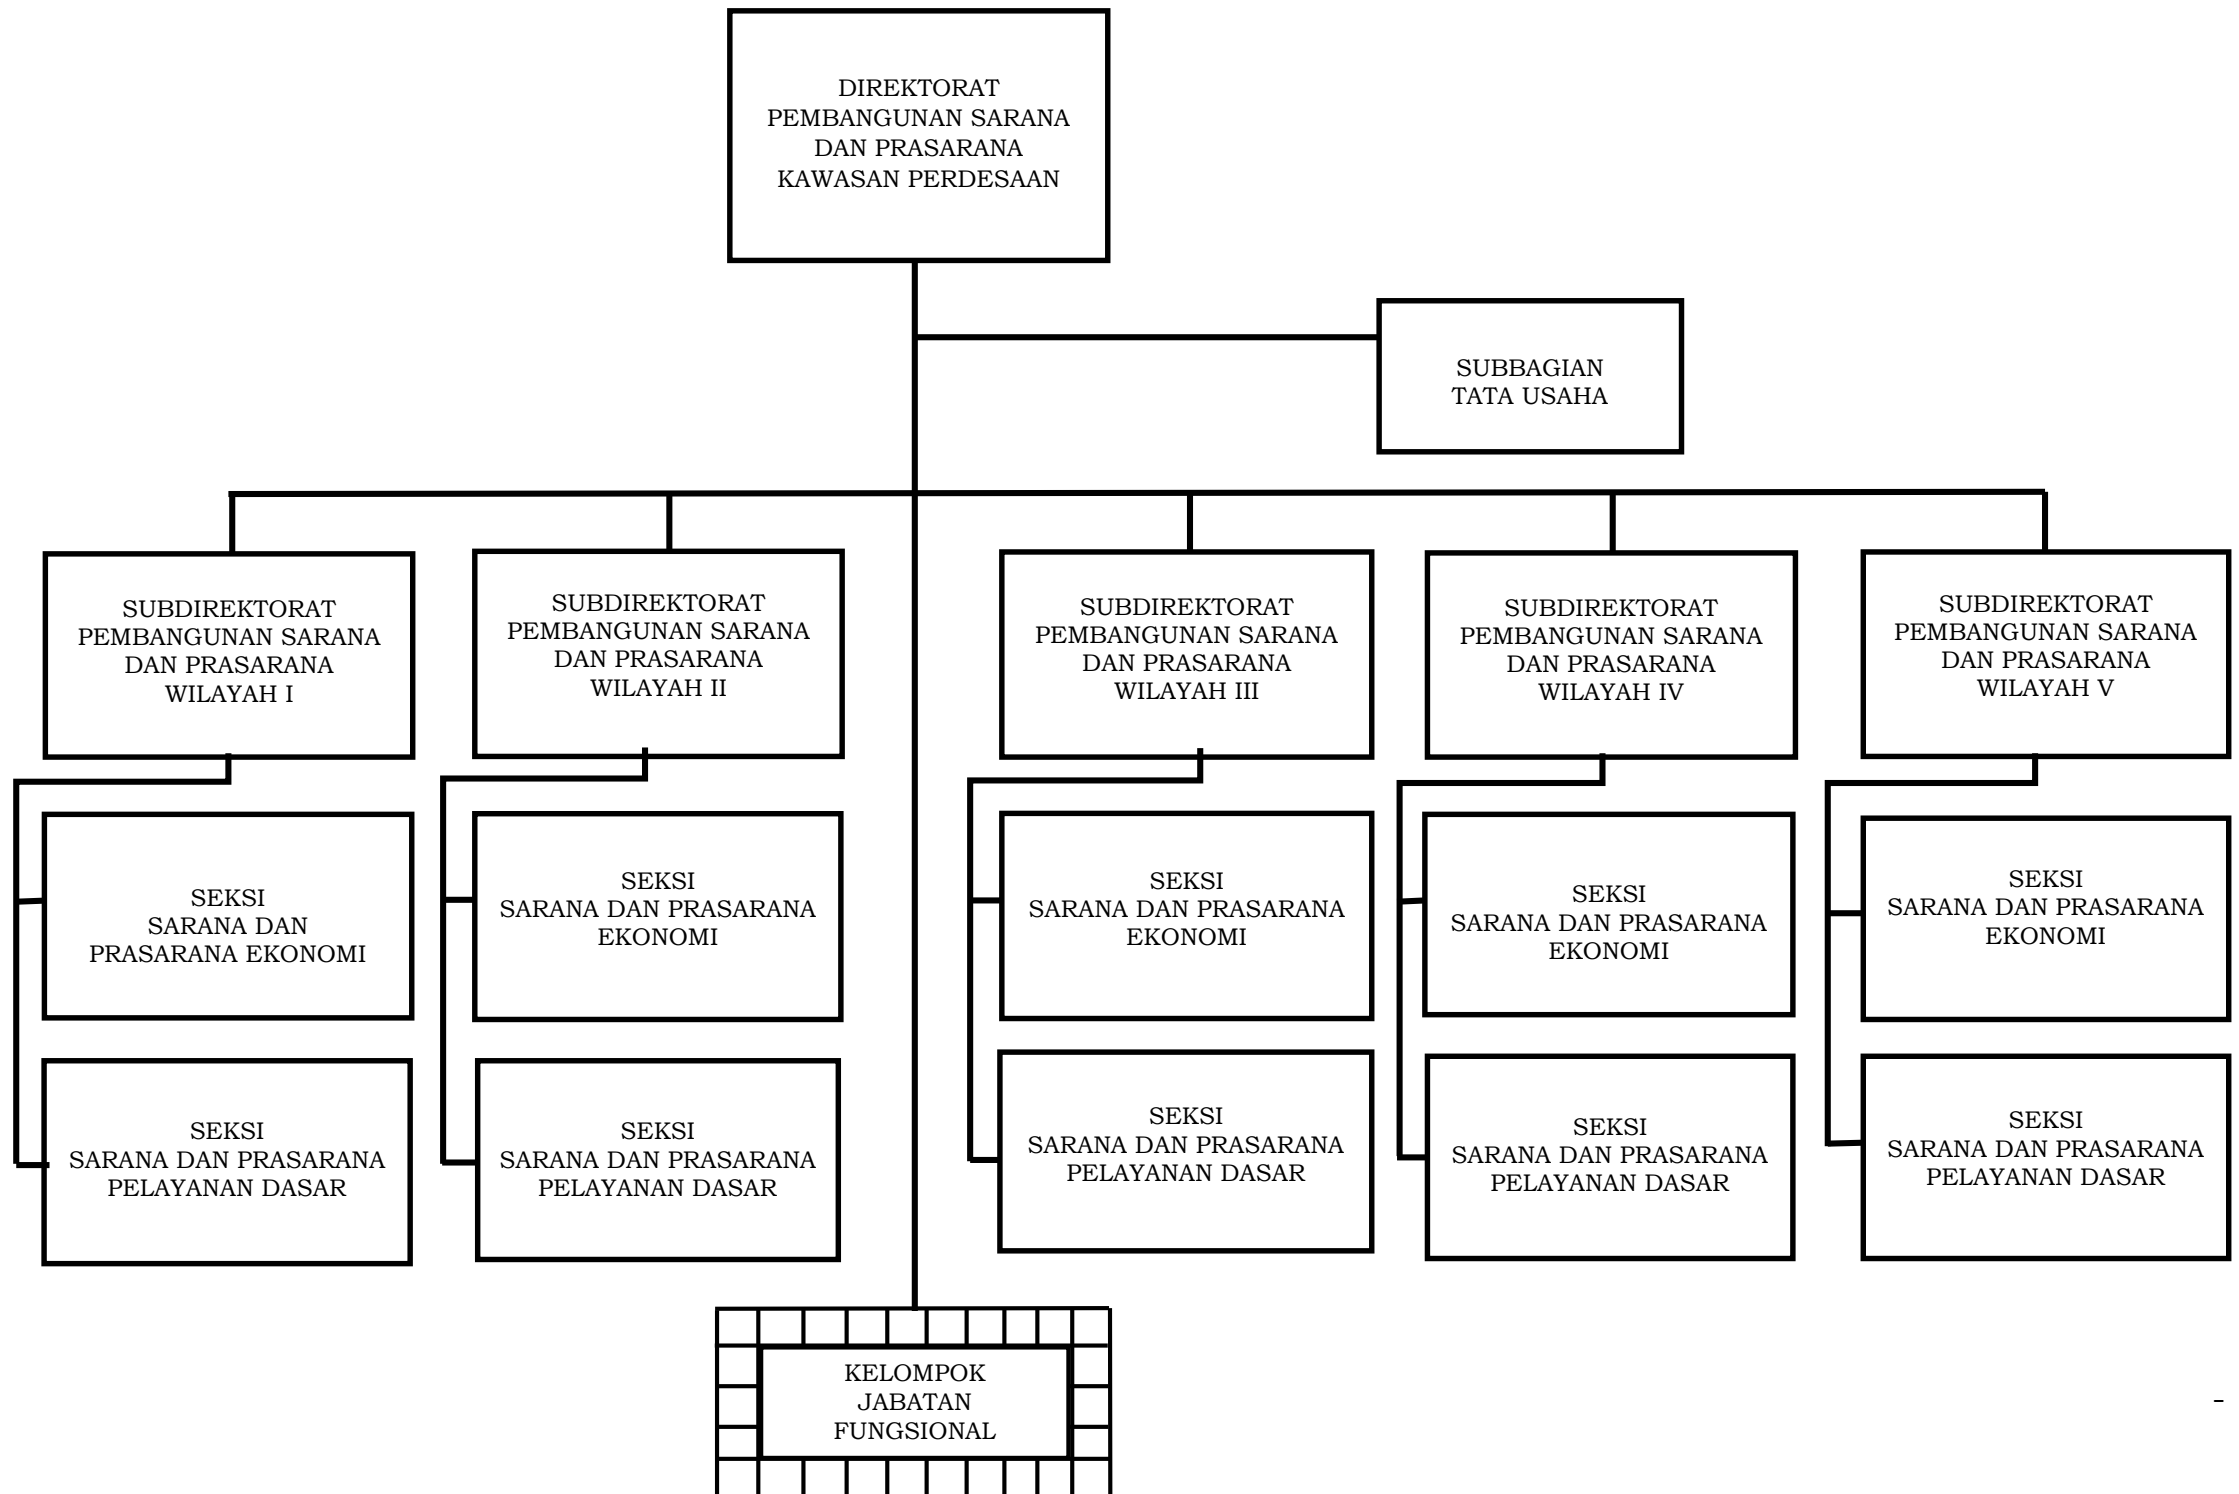 DIREKTORAT
PEMBANGUNAN SARANA
DAN PRASARANA
KAWASAN PERDESAAN
SUBBAGIAN
TATA USAHA
SUBDIREKTORAT
PEMBANGUNAN SARANA
DAN PRASARANA
WILAYAH I
SUBDIREKTORAT
PEMBANGUNAN SARANA
DAN PRASARANA
WILAYAH II
SUBDIREKTORAT
PEMBANGUNAN SARANA
DAN PRASARANA
WILAYAH III
SUBDIREKTORAT
PEMBANGUNAN SARANA
DAN PRASARANA
WILAYAH IV
SUBDIREKTORAT
PEMBANGUNAN SARANA
DAN PRASARANA
WILAYAH V
SEKSI
SARANA DAN
PRASARANA EKONOMI
SEKSI
SARANA DAN PRASARANA
EKONOMI
SEKSI
SARANA DAN PRASARANA
EKONOMI
SEKSI
SARANA DAN PRASARANA
EKONOMI
SEKSI
SARANA DAN PRASARANA
EKONOMI
SEKSI
SARANA DAN PRASARANA
PELAYANAN DASAR
SEKSI
SARANA DAN PRASARANA
PELAYANAN DASAR
SEKSI
SARANA DAN PRASARANA
PELAYANAN DASAR
SEKSI
SARANA DAN PRASARANA
PELAYANAN DASAR
SEKSI
SARANA DAN PRASARANA
PELAYANAN DASAR
KELOMPOK
JABATAN
FUNGSIONAL
-